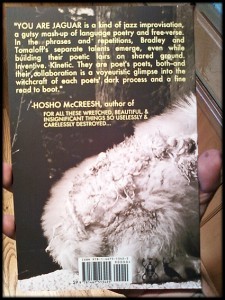 "YOU ARE JAGUAR is a kind of jazz improvisation,
a gutsy mash-up of language poetry and free-verse.
In the phrases and repetitions, Bradley and
Tomaloff's separate talents emerge, even while
building their poetic lairs on shared ground.
Inventive. Kinetic. They are poet's poets, both–and
their collaboration is a voyeuristic glimpse into the
witchcraft of each poets' dark process and a fine
read to boot."
-HOSHO McCREESH, author of
FOR ALL THESE WRETCHED, BEAUTIFUL, &
INSIGNIFICANT THINGS SO USELESSLY &
CARELESSLY DESTROYED...